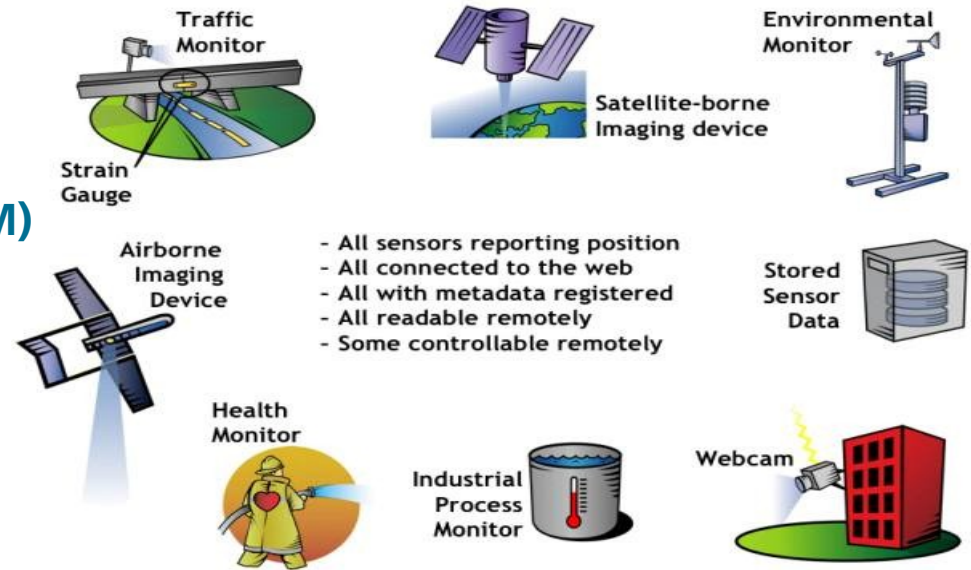 Traffic
Monitor
Satellite-borne
Imaging device
Environmental
Monitor
Strain
Gauge
M)
Airborne
Imaging
Device
- All sensors reporting position
- All connected to the web
- All with metadata registered
- All readable remotely
- Some controllable remotely
Stored
Sensor
Data
Health
Monitor
Industrial
Process
Monitor
Webcam